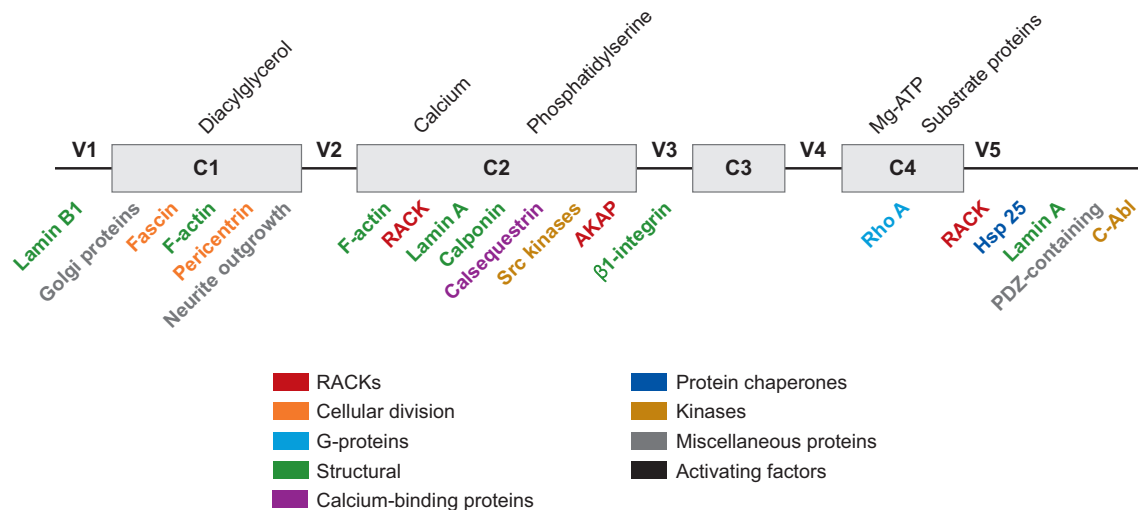 Diacylglycerol
Calcium
Phosphatidylserine
Mg-ATP
Substrate proteins
V1
C1
V2
C2
V3
C3
V4
C4
V5
Lamin B1
Golgi proteins
Fascin
F-actin
Pericentrin
Neurite outgrowth
F-actin
RACK
Lamin A
Calponin
Calsequestrin
Src kinases
AKAP
β1-integrin
Rho A
RACK
Hsp 25
Lamin A
PDZ-containing
C-Abl
RACKs
Cellular division
G-proteins
Structural
Calcium-binding proteins
Protein chaperones
Kinases
Miscellaneous proteins
Activating factors